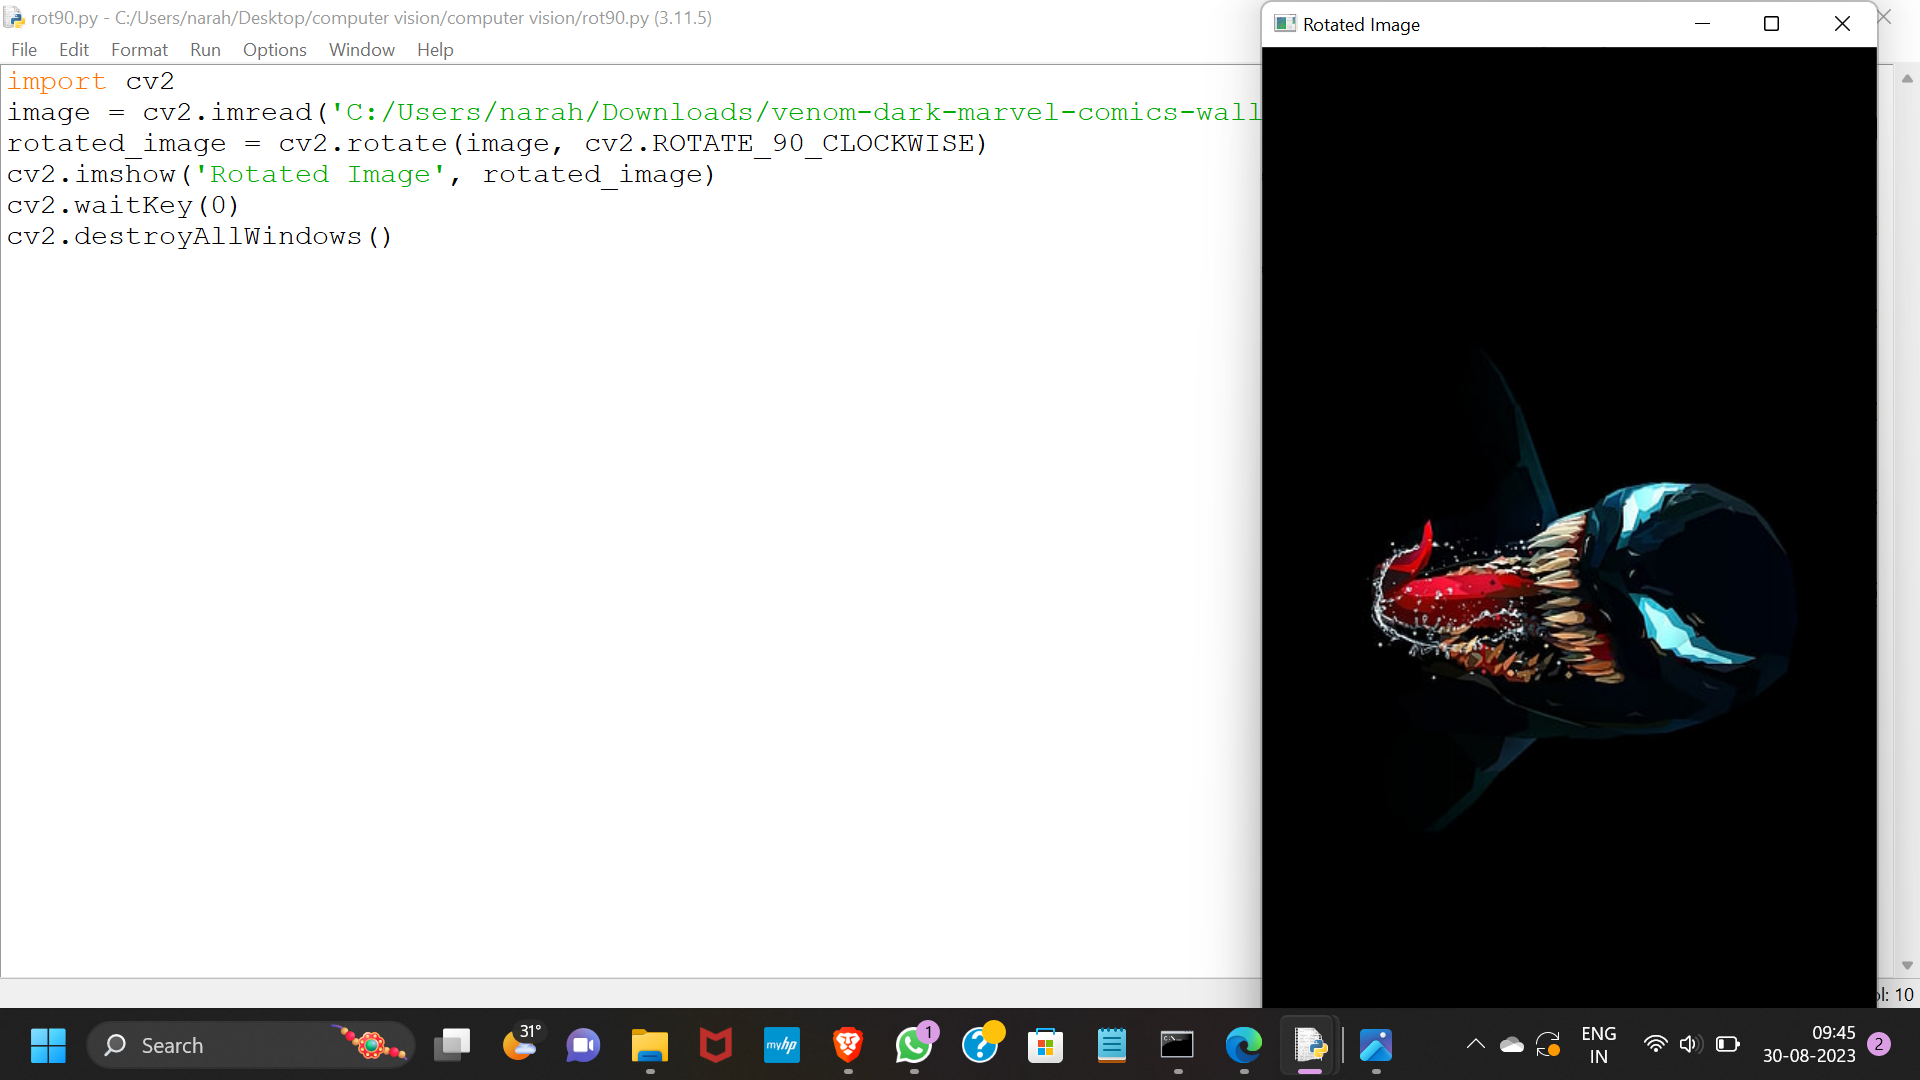 rot90.py - C:/Users/narah/Desktop/computer vision/computer vision/rot90.py (3.11.5)
File Edit Format Run Options Window Help
import cv2
image = cv2.imread('C:/Users/narah/Downloads/venom-dark-marvel-comics-wall
rotated_image = cv2.rotate(image, cv2.ROTATE_90_CLOCKWISE)
cv2.imshow('Rotated Image', rotated_image)
cv2.waitKey(0)
cv2.destroyAllWindows()
Rotated Image
ol: 10
Search
31°
myhp
1
ENG
IN
09:45
30-08-2023
2